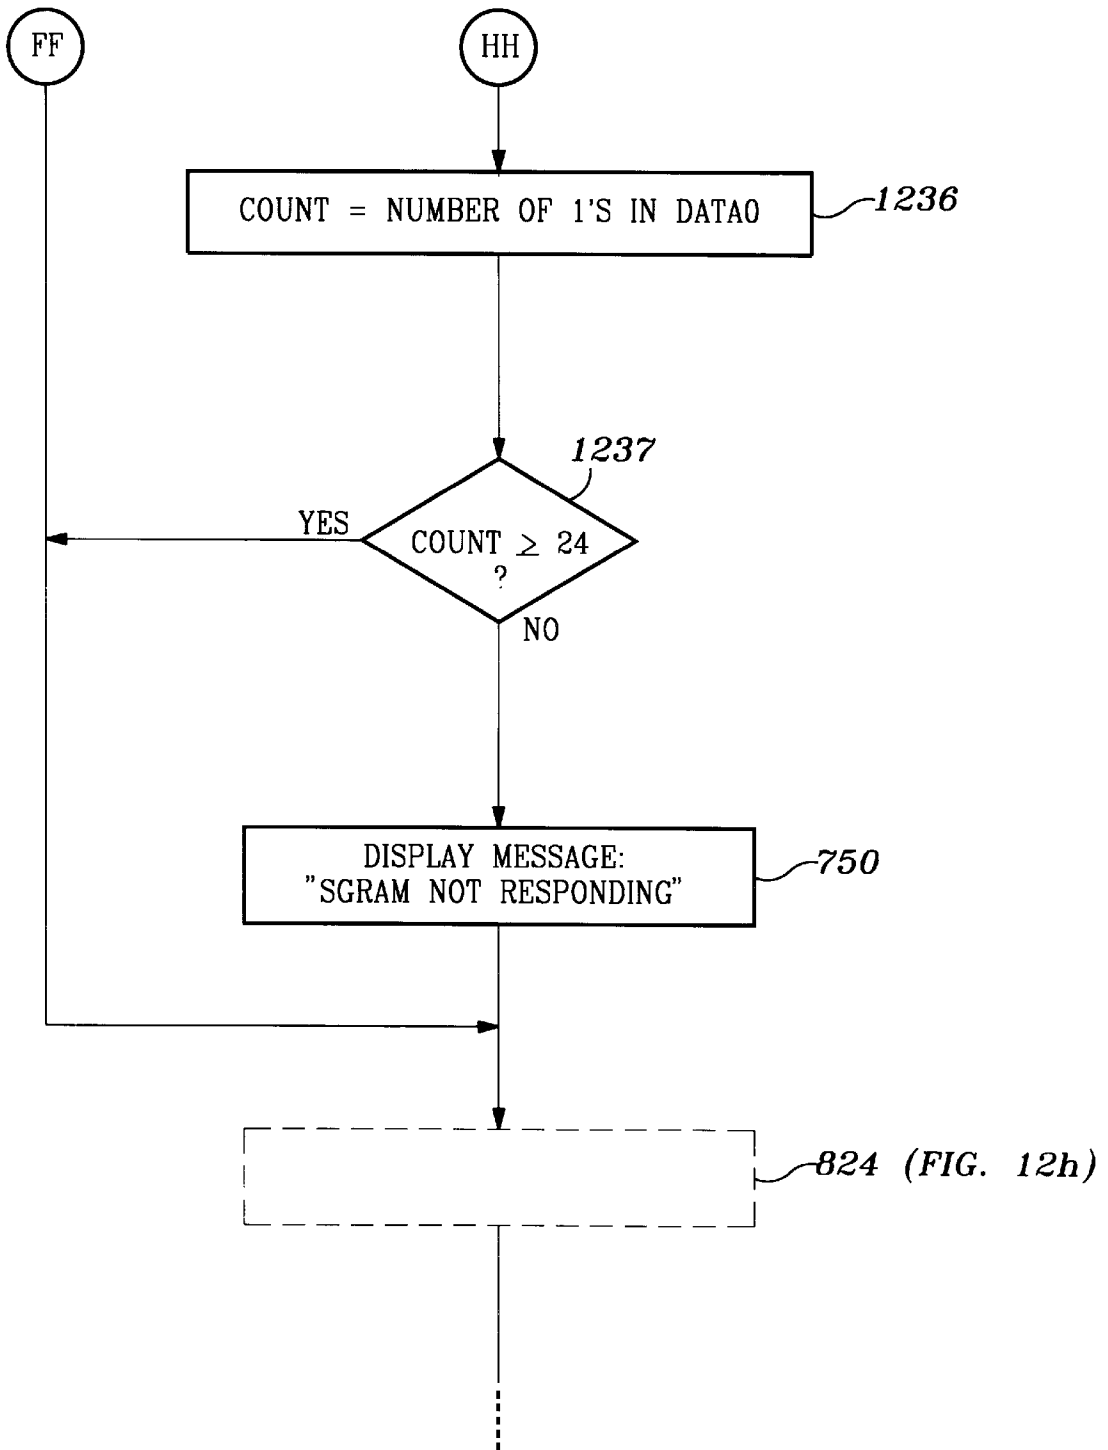 FF
HH
COUNT = NUMBER OF 1'S IN DATA0
1236
1237
YES
COUNT ≥ 24
?
NO
DISPLAY MESSAGE:
"SGRAM NOT RESPONDING"
750
824 (FIG. 12h)